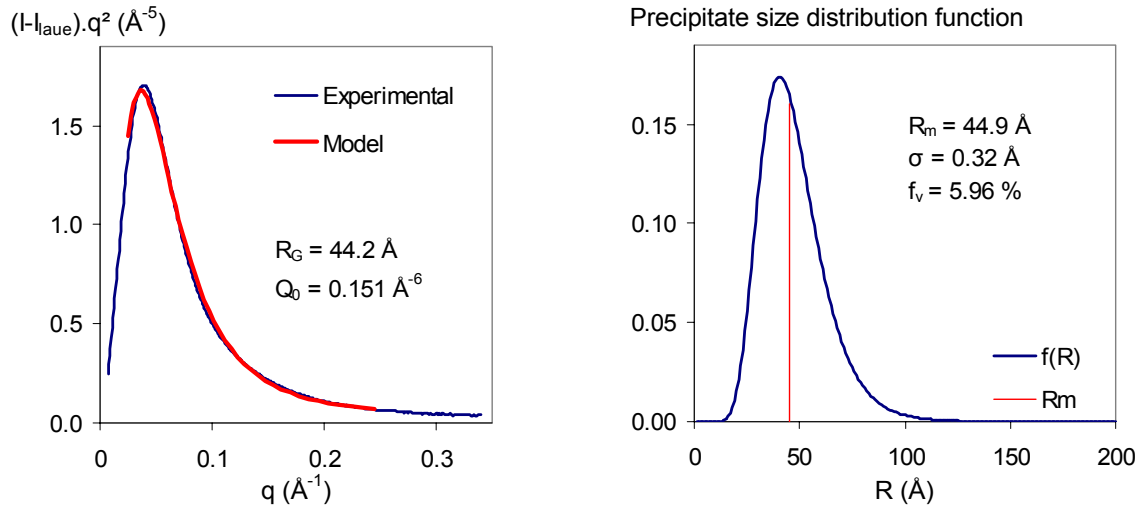 (I-Iₗₐᵤₑ).q² (Å⁻⁵)
Experimental
Model
R_G = 44.2 Å
Q₀ = 0.151 Å⁻⁶
1.5
1.0
0.5
0.0
0 0.1 0.2 0.3
q (Å⁻¹)
Precipitate size distribution function
R_m = 44.9 Å
σ = 0.32 Å
f_v = 5.96 %
f(R)
Rm
0.15
0.10
0.05
0.00
0 50 100 150 200
R (Å)